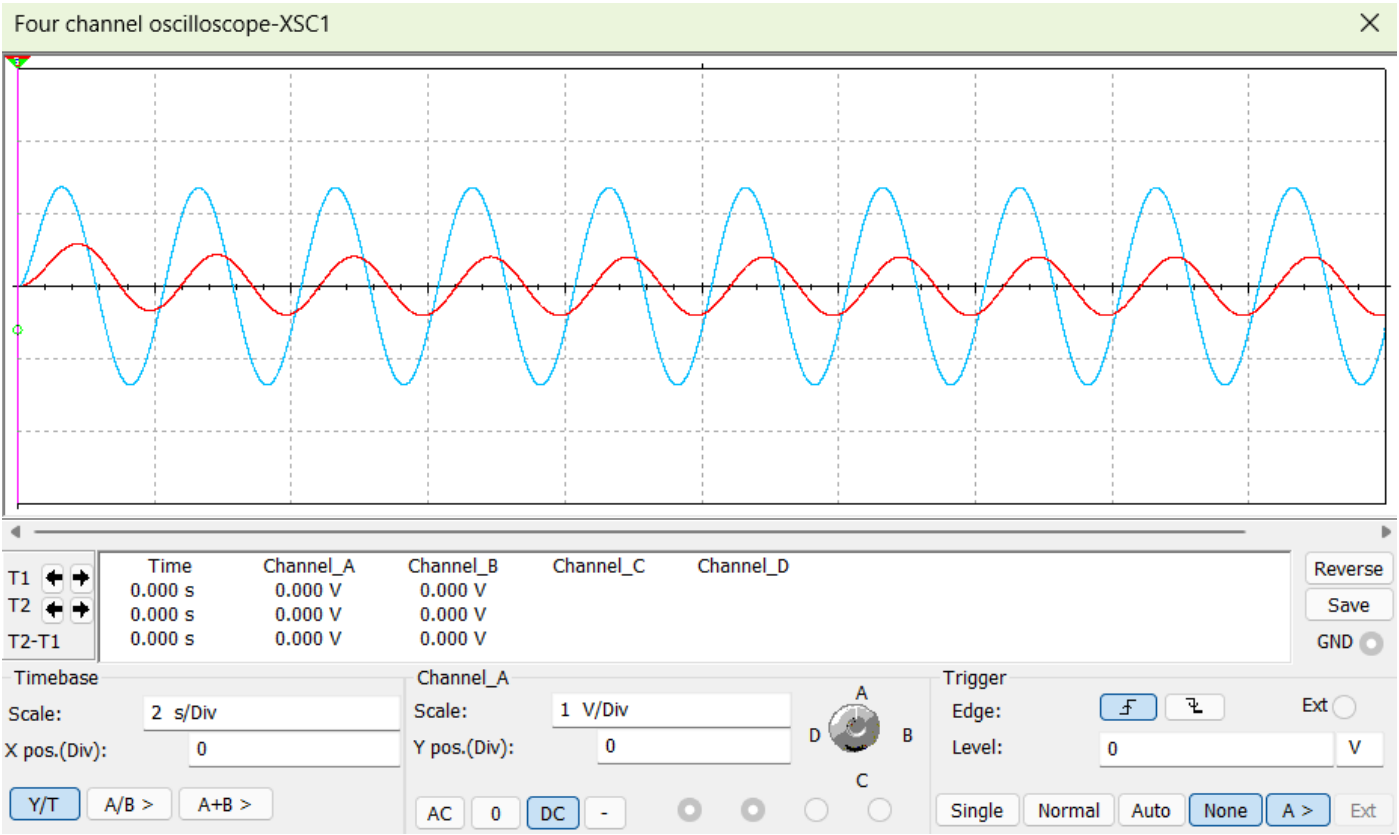 Four channel oscilloscope-XSC1
Time Channel_A Channel_B Channel_C Channel_D
T1 0.000 s 0.000 V 0.000 V
T2 0.000 s 0.000 V 0.000 V
T2-T1 0.000 s 0.000 V 0.000 V
Reverse
Save
GND
Timebase
Scale: 2 s/Div
X pos.(Div): 0
Y/T A/B > A+B >
Channel_A
Scale: 1 V/Div
Y pos.(Div): 0
AC 0 DC -
A
D B
C
Trigger
Edge: Ext
Level: 0 V
Single Normal Auto None A > Ext